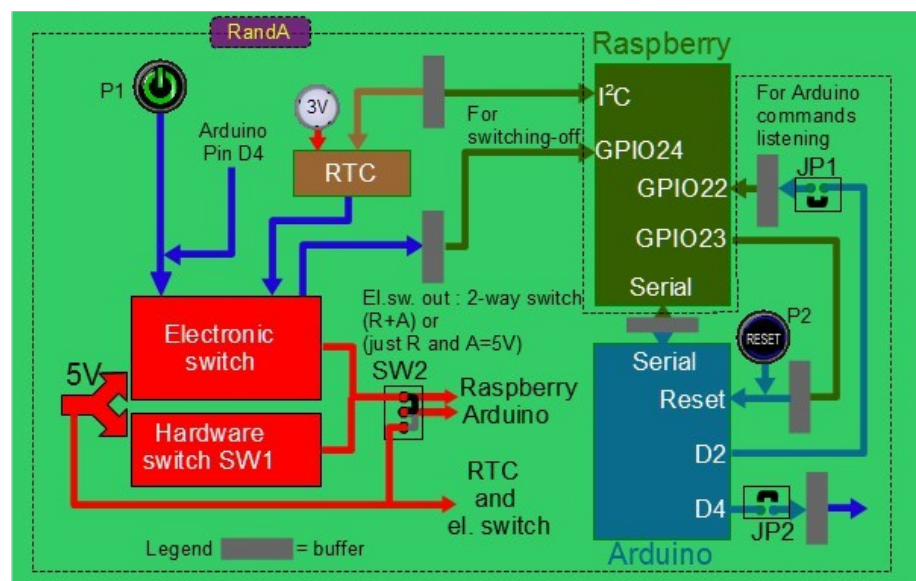 RandA
Raspberry
P1
3V
I²C
For Arduino
commands
listening
For
switching-off
Arduino
Pin D4
GPIO24
RTC
JP1
GPIO22
GPIO23
Serial
El.sw. out : 2-way switch
(R+A) or
(just R and A=5V)
P2
RESET
Electronic
switch
Serial
5V
SW2
Raspberry
Arduino
Reset
Hardware
switch SW1
D2
RTC
and
el. switch
D4
JP2
Legend = buffer
Arduino